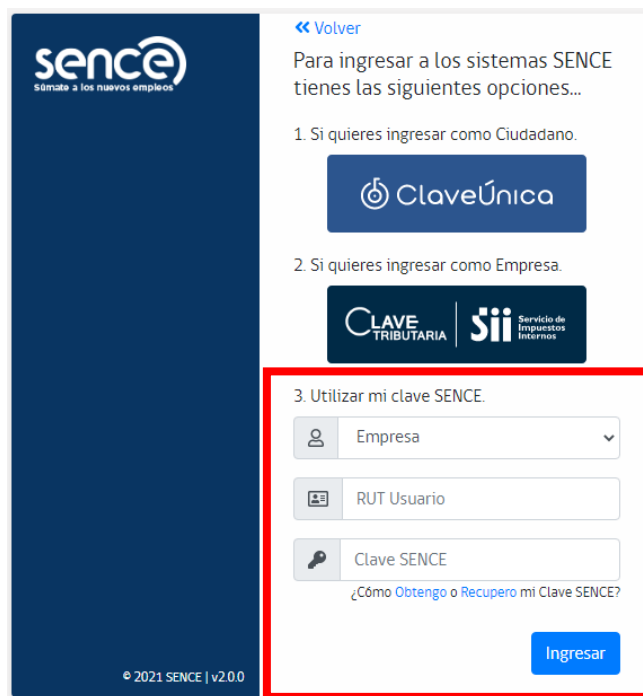 sence
Súmate a los nuevos empleos
© 2021 SENCE | v2.0.0
Volver
Para ingresar a los sistemas SENCE
tienes las siguientes opciones...
1. Si quieres ingresar como Ciudadano.
ClaveÚnica
2. Si quieres ingresar como Empresa.
CLAVE
TRIBUTARIA
Sii
Servicio de
Impuestos
Internos
3. Utilizar mi clave SENCE.
Empresa
RUT Usuario
Clave SENCE
¿Cómo Obtengo o Recupero mi Clave SENCE?
Ingresar